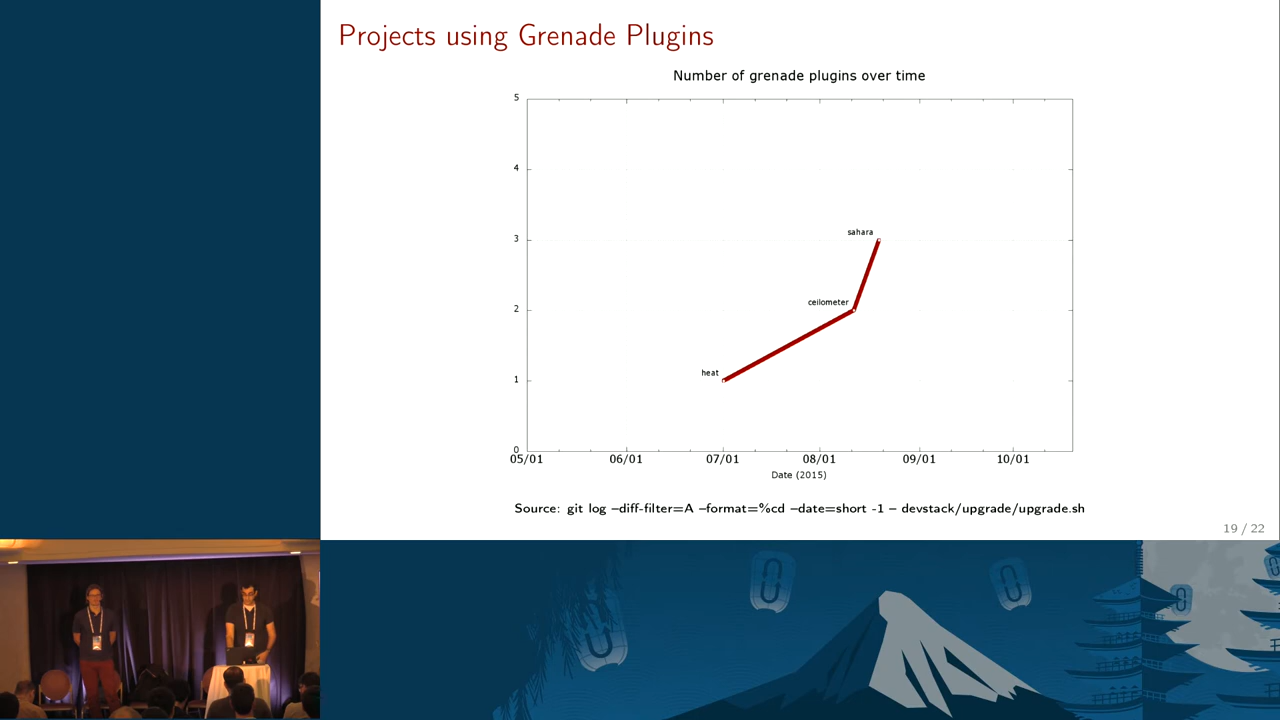 Projects using Grenade Plugins
Number of grenade plugins over time
5
4
3
2
1
0
sahara
ceilometer
heat
05/01 06/01 07/01 08/01 09/01 10/01
Date (2015)
Source: git log –diff-filter=A –format=%cd –date=short -1 – devstack/upgrade/upgrade.sh
19 / 22